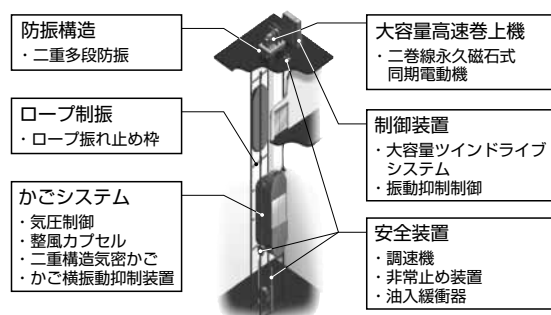 防振構造
・二重多段防振
ロープ制振
・ロープ振れ止め枠
かごシステム
・気圧制御
・整風カプセル
・二重構造気密かご
・かご横振動抑制装置
大容量高速巻上機
・二巻線永久磁石式
同期電動機
制御装置
・大容量ツインドライブ
システム
・振動抑制制御
安全装置
・調速機
・非常止め装置
・油入緩衝器